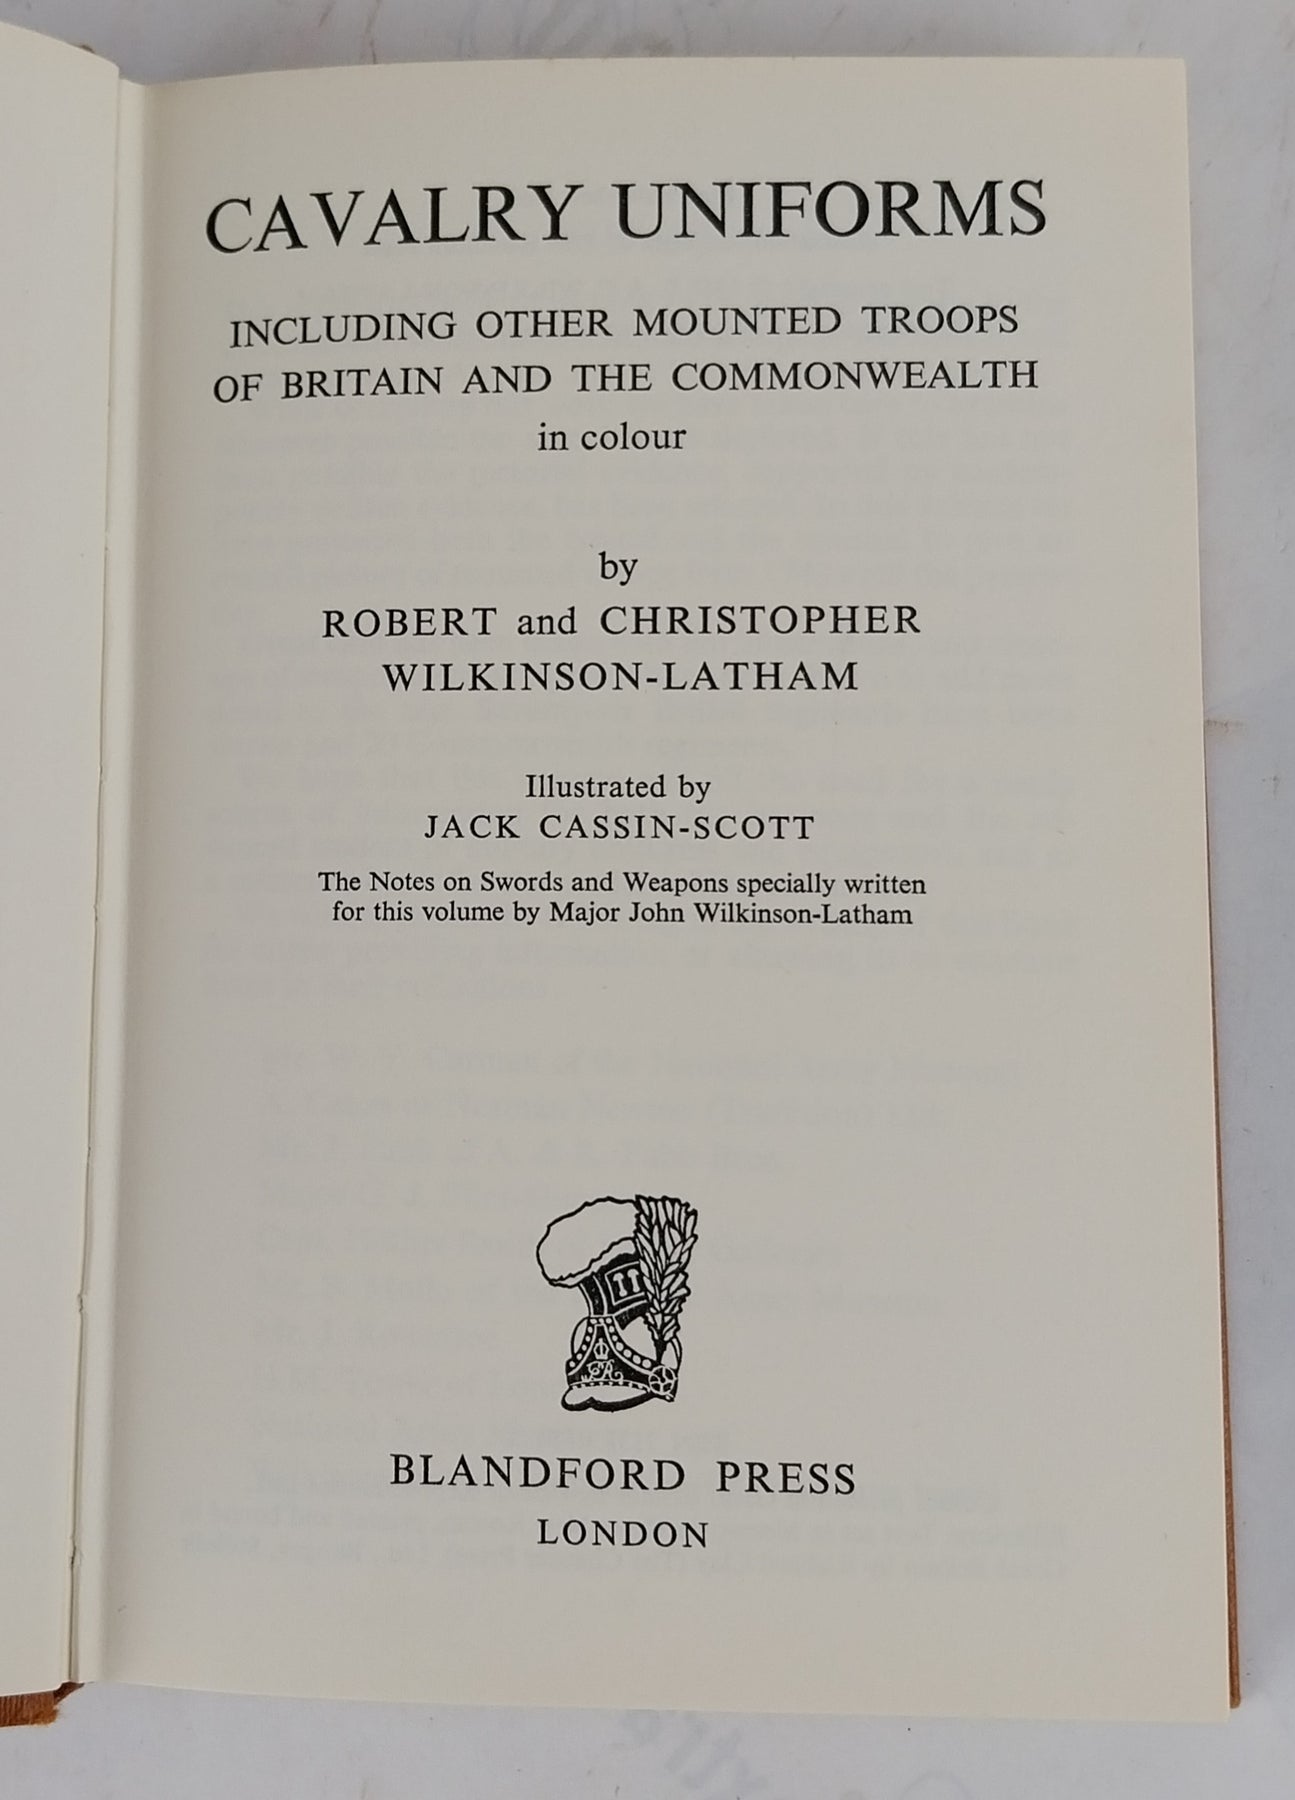 CAVALRY UNIFORMS
INCLUDING OTHER MOUNTED TROOPS
OF BRITAIN AND THE COMMONWEALTH
in colour
by
ROBERT and CHRISTOPHER
WILKINSON-LATHAM
Illustrated by
JACK CASSIN-SCOTT
The Notes on Swords and Weapons specially written
for this volume by Major John Wilkinson-Latham
BLANDFORD PRESS
LONDON